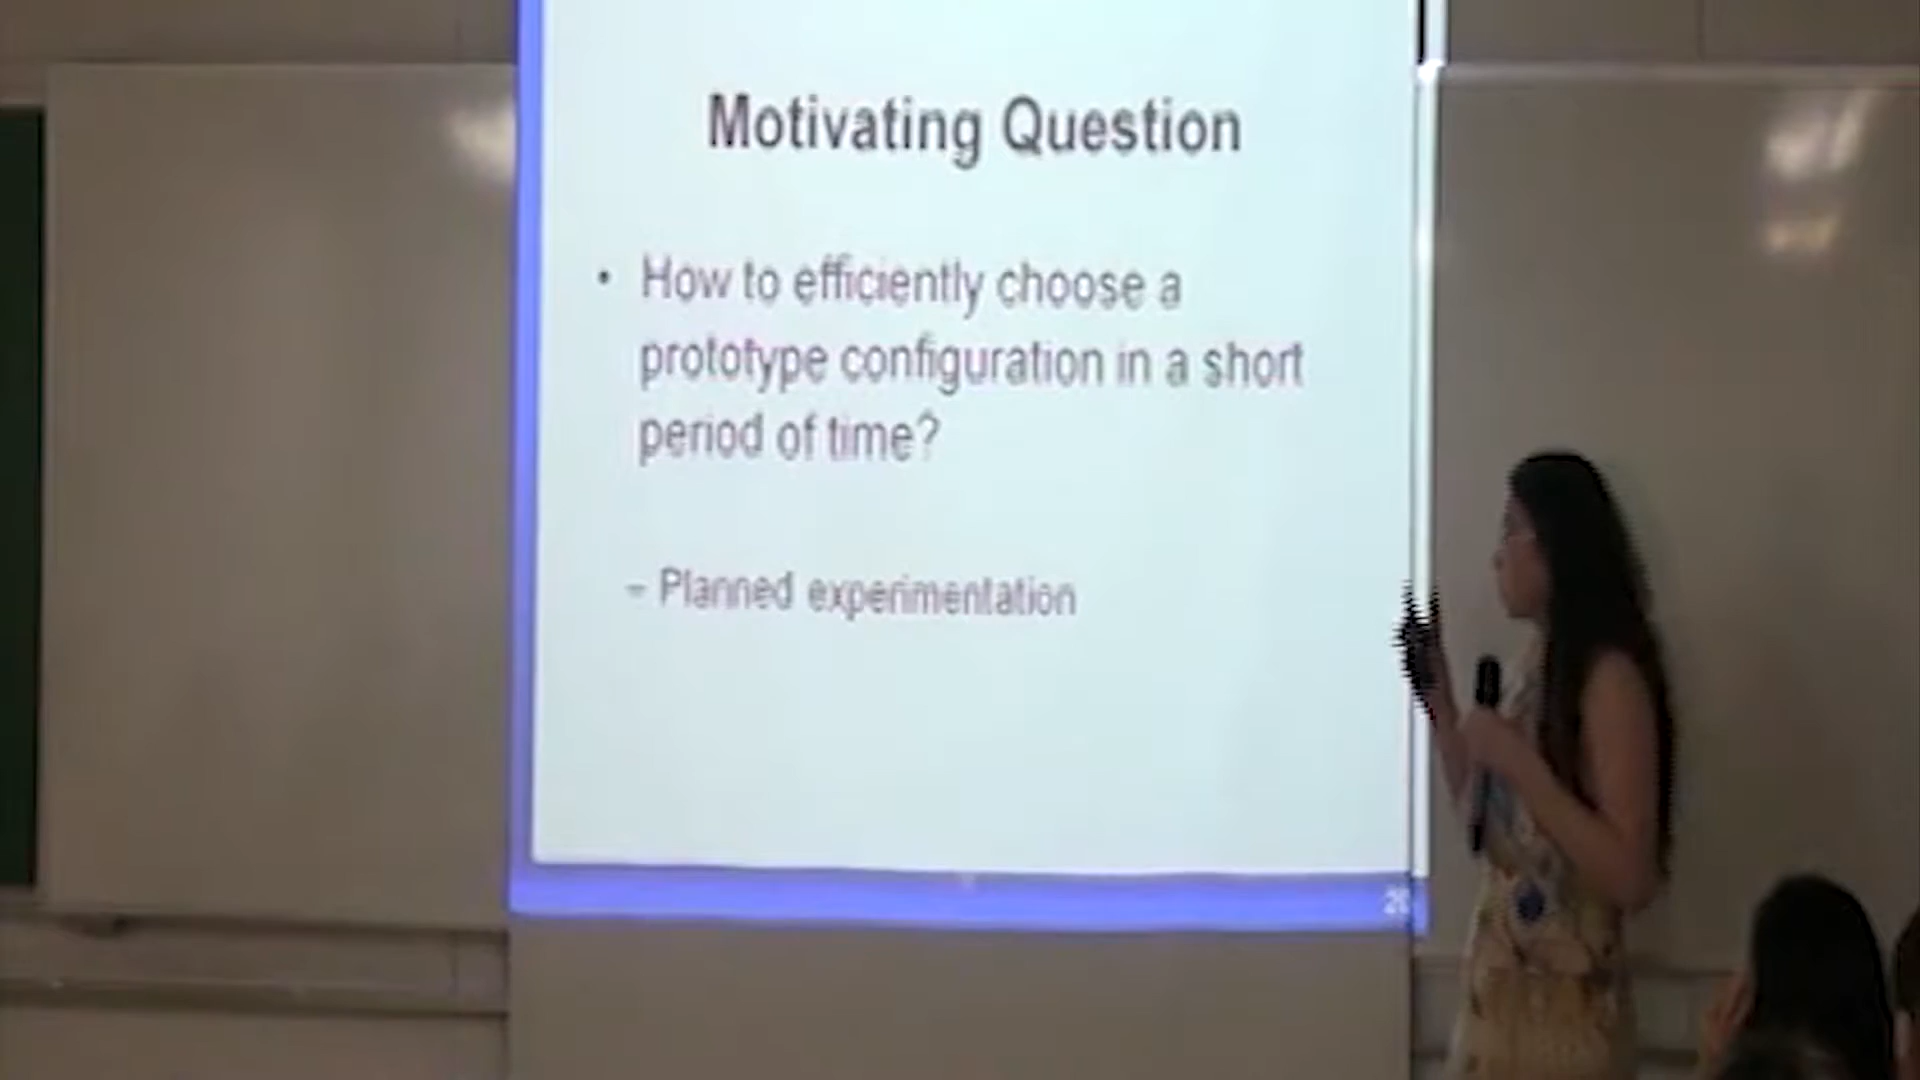 Motivating Question
• How to efficiently choose a
prototype configuration in a short
period of time?
– Planned experimentation